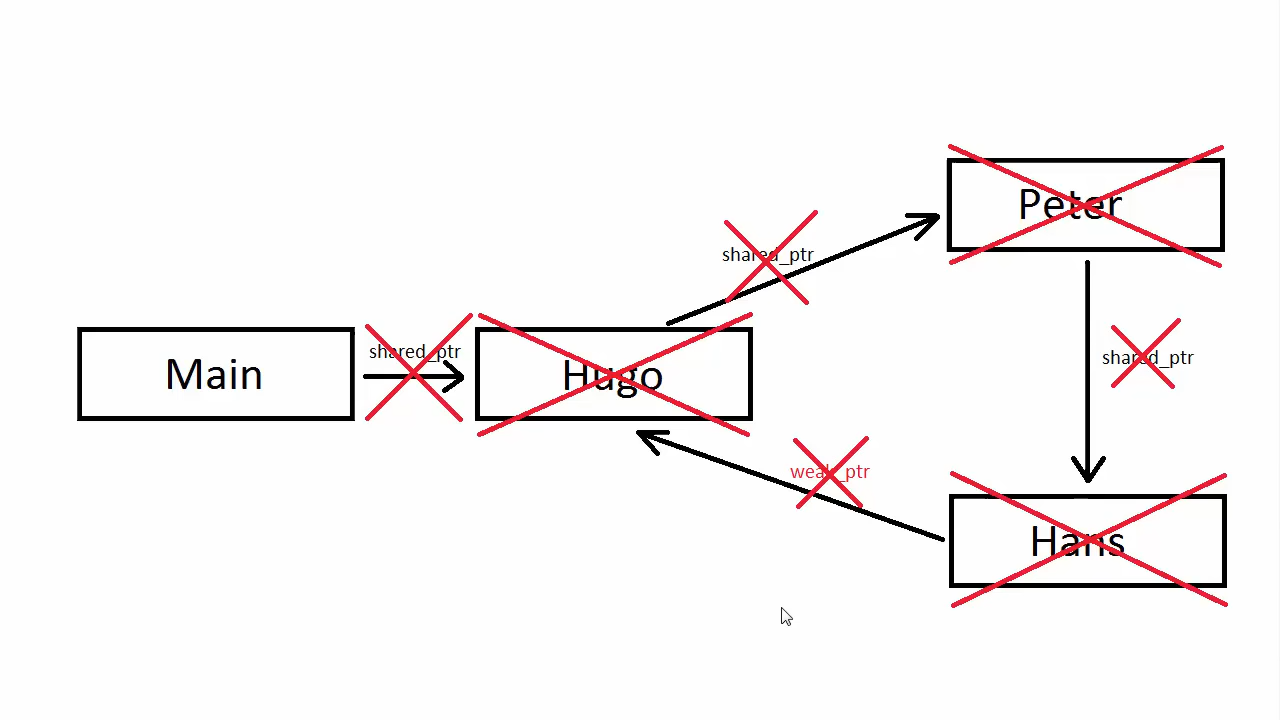 Peter
shared_ptr
Main
shared_ptr
Hugo
shared_ptr
weak_ptr
Hans